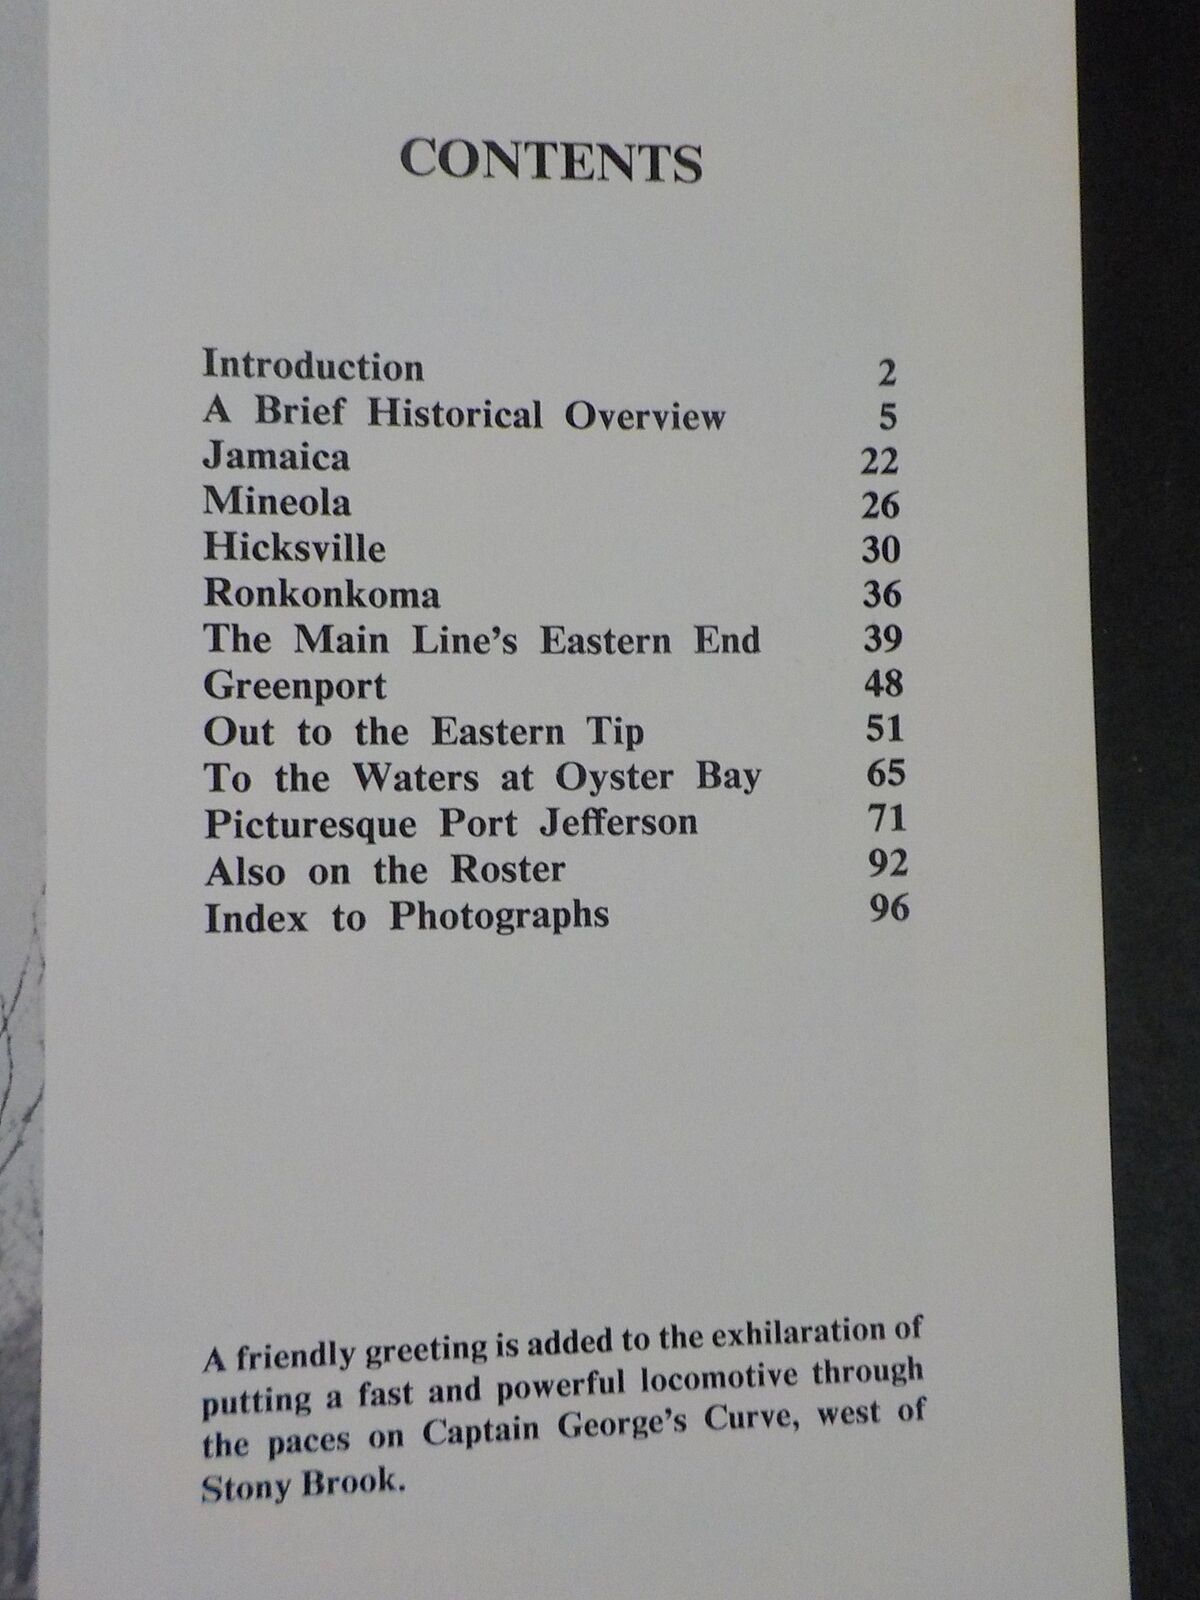 CONTENTS
Introduction 2
A Brief Historical Overview 5
Jamaica 22
Mineola 26
Hicksville 30
Ronkonkoma 36
The Main Line's Eastern End 39
Greenport 48
Out to the Eastern Tip 51
To the Waters at Oyster Bay 65
Picturesque Port Jefferson 71
Also on the Roster 92
Index to Photographs 96
A friendly greeting is added to the exhilaration of
putting a fast and powerful locomotive through
the paces on Captain George's Curve, west of
Stony Brook.